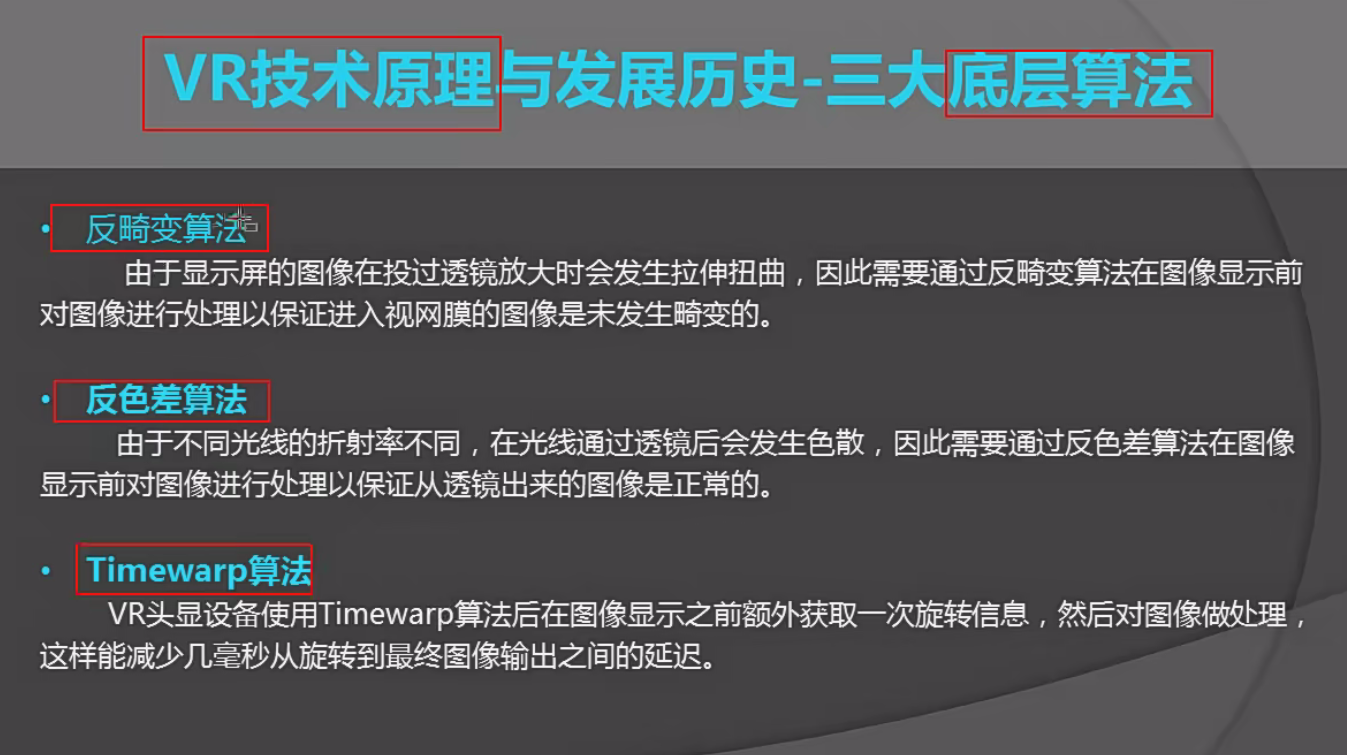 VR技术原理与发展历史-三大底层算法
• 反畸变算法
由于显示屏的图像在投过透镜放大时会发生拉伸扭曲，因此需要通过反畸变算法在图像显示前
对图像进行处理以保证进入视网膜的图像是未发生畸变的。
• 反色差算法
由于不同光线的折射率不同，在光线通过透镜后会发生色散，因此需要通过反色差算法在图像
显示前对图像进行处理以保证从透镜出来的图像是正常的。
• Timewarp算法
VR头显设备使用Timewarp算法后在图像显示之前额外获取一次旋转信息，然后对图像做处理，
这样能减少几毫秒从旋转到最终图像输出之间的延迟。